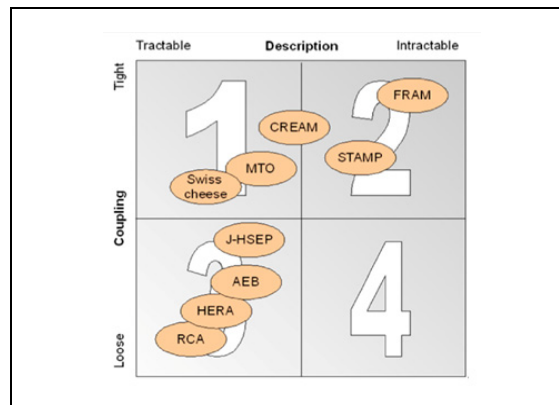 Tractable Description Intractable
Tight
Coupling
Loose
1
2
3
4
FRAM
CREAM
STAMP
MTO
Swiss
cheese
J-HSEP
AEB
HERA
RCA